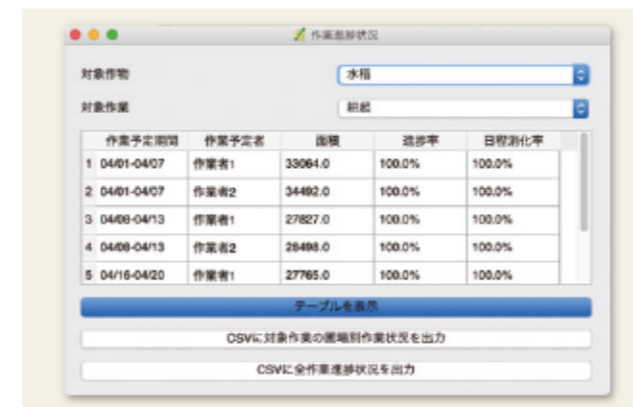 作業進捗状況
対象作物 水稲
対象作業 耕起
作業予定期間 作業予定者 面積 進捗率 日程消化率
1 04/01-04/07 作業者1 33064.0 100.0% 100.0%
2 04/01-04/07 作業者2 34492.0 100.0% 100.0%
3 04/08-04/13 作業者1 27827.0 100.0% 100.0%
4 04/08-04/13 作業者2 28498.0 100.0% 100.0%
5 04/16-04/20 作業者1 27765.0 100.0% 100.0%
テーブルを表示
CSVに対象作業の圃場別作業状況を出力
CSVに全作業進捗状況を出力